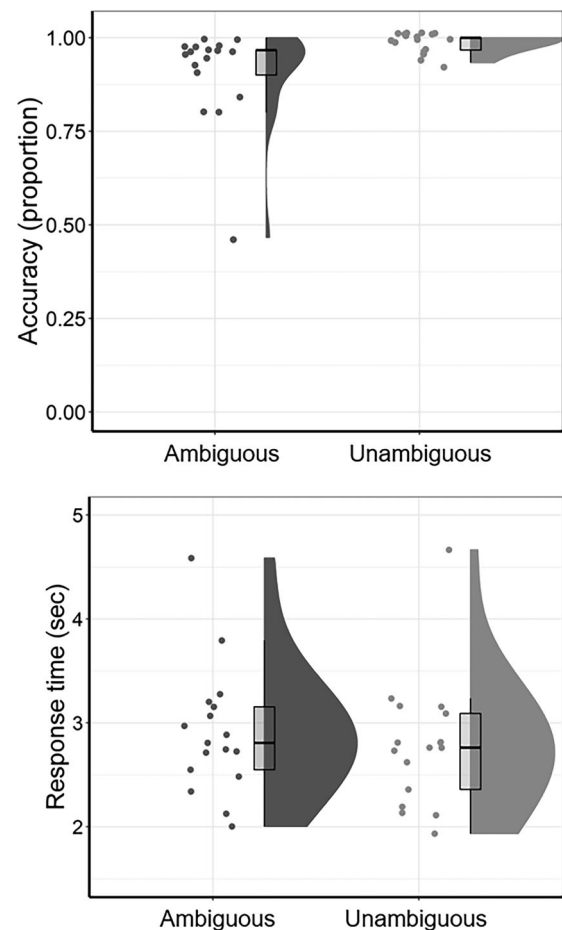 Accuracy (proportion)
1.00
0.75
0.50
0.25
0.00
Ambiguous
Unambiguous
Response time (sec)
5
4
3
2
Ambiguous
Unambiguous